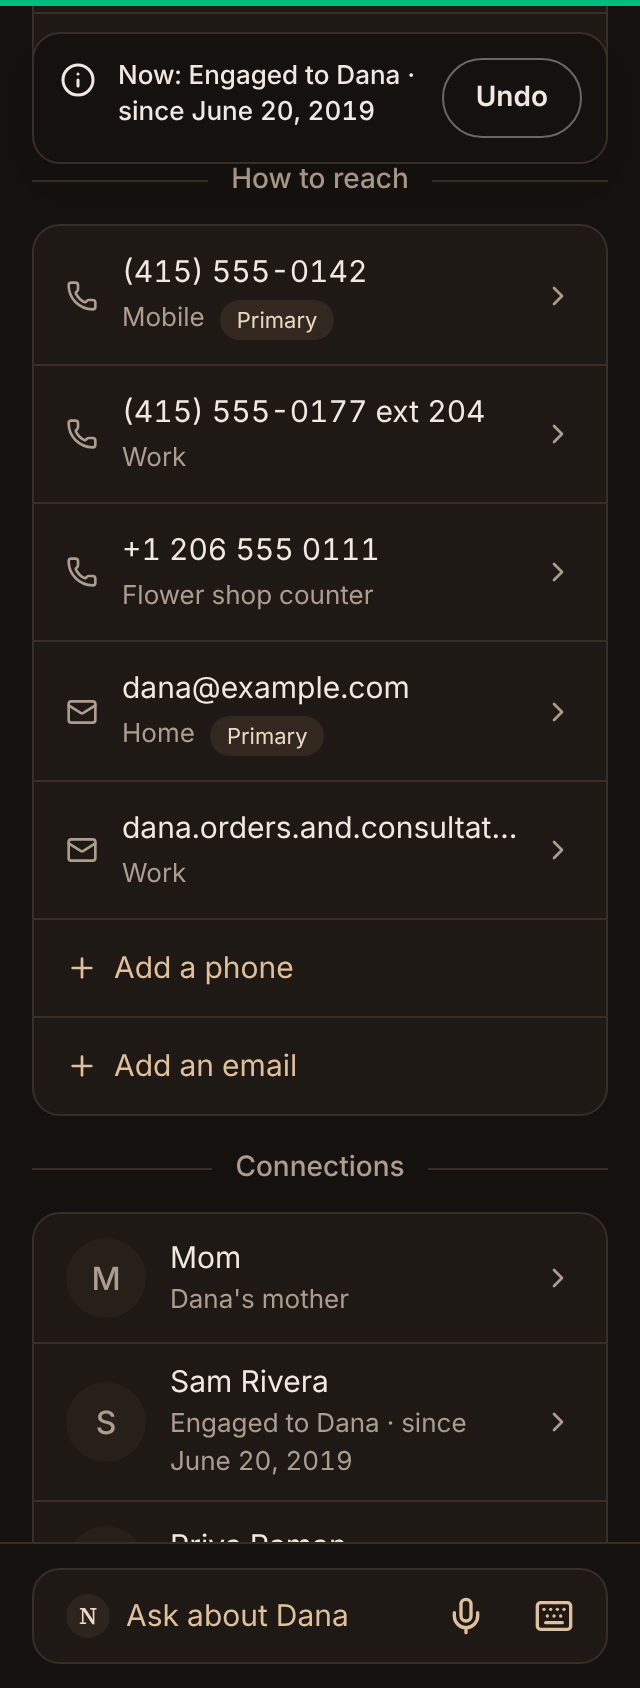 Now: Engaged to Dana ·
since June 20, 2019
Undo
How to reach
(415) 555-0142
Mobile
Primary
(415) 555-0177 ext 204
Work
+1 206 555 0111
Flower shop counter
dana@example.com
Home
Primary
dana.orders.and.consultat...
Work
+ Add a phone
+ Add an email
Connections
M
Mom
Dana's mother
S
Sam Rivera
Engaged to Dana · since
June 20, 2019
N
Ask about Dana